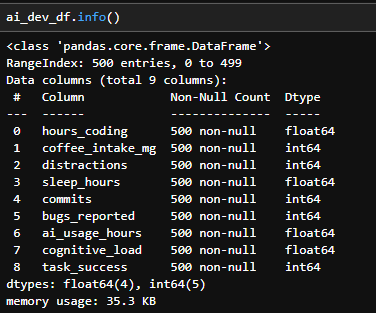 ai_dev_df.info()
<class 'pandas.core.frame.DataFrame'>
RangeIndex: 500 entries, 0 to 499
Data columns (total 9 columns):
 #   Column            Non-Null Count  Dtype
---  ------            --------------  -----
 0   hours_coding      500 non-null    float64
 1   coffee_intake_mg  500 non-null    int64
 2   distractions      500 non-null    int64
 3   sleep_hours       500 non-null    float64
 4   commits           500 non-null    int64
 5   bugs_reported     500 non-null    int64
 6   ai_usage_hours    500 non-null    float64
 7   cognitive_load    500 non-null    float64
 8   task_success      500 non-null    int64
dtypes: float64(4), int64(5)
memory usage: 35.3 KB